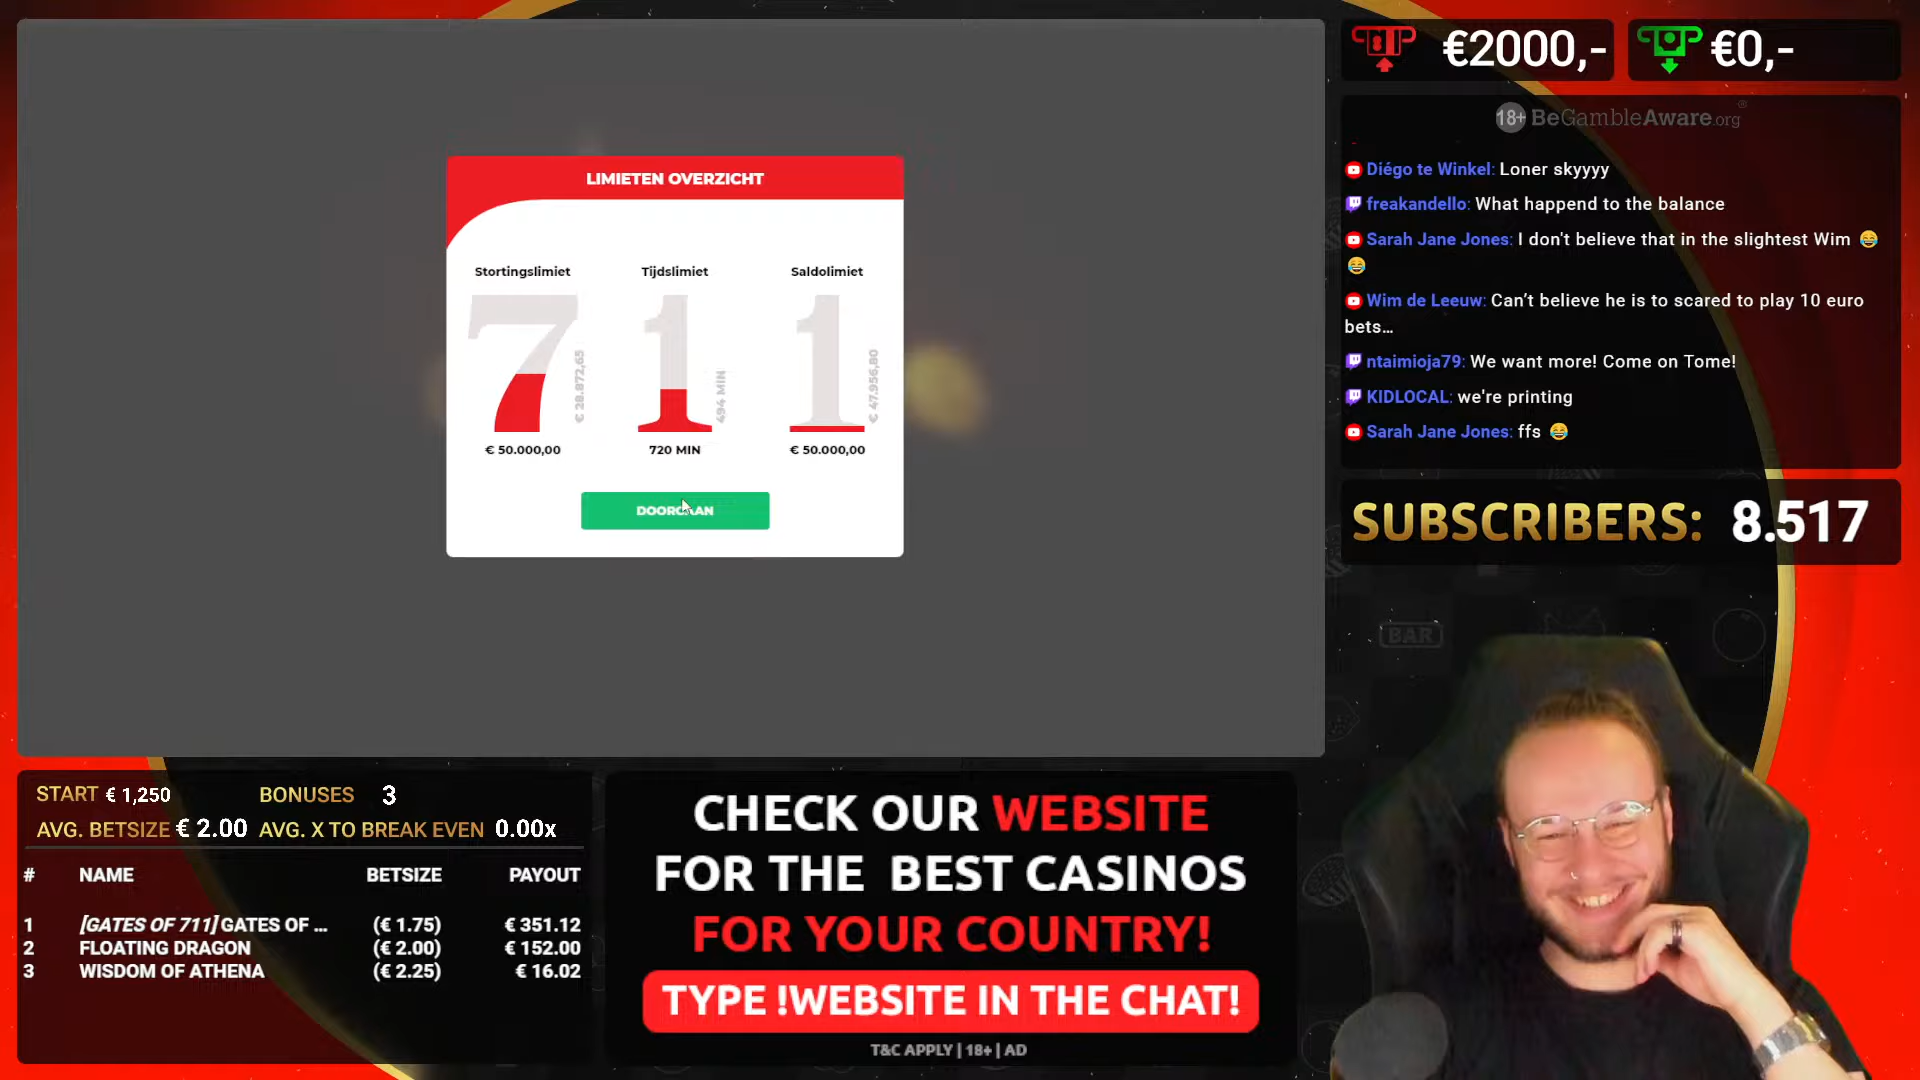 €2000,-
€0,-
18+ BeGambleAware.org®
Diégo te Winkel: Loner skyyyy
freakandello: What happend to the balance
Sarah Jane Jones: I don't believe that in the slightest Wim 😂
😂
Wim de Leeuw: Can't believe he is to scared to play 10 euro
bets…
ntaimioja79: We want more! Come on Tome!
KIDLOCAL: we're printing
Sarah Jane Jones: ffs 😂
SUBSCRIBERS: 8.517
BAR
LIMIETEN OVERZICHT
Stortingslimiet
Tijdslimiet
Saldolimiet
7 1 1
€ 28.872,65
494 MIN
€ 47.956,80
€ 50.000,00
720 MIN
€ 50.000,00
DOORGAAN
START € 1,250 BONUSES 3
AVG. BETSIZE € 2.00 AVG. X TO BREAK EVEN 0.00x
# NAME BETSIZE PAYOUT
1 [GATES OF 711] GATES OF ... (€ 1.75) € 351.12
2 FLOATING DRAGON (€ 2.00) € 152.00
3 WISDOM OF ATHENA (€ 2.25) € 16.02
CHECK OUR WEBSITE
FOR THE BEST CASINOS
FOR YOUR COUNTRY!
TYPE !WEBSITE IN THE CHAT!
T&C APPLY | 18+ | AD